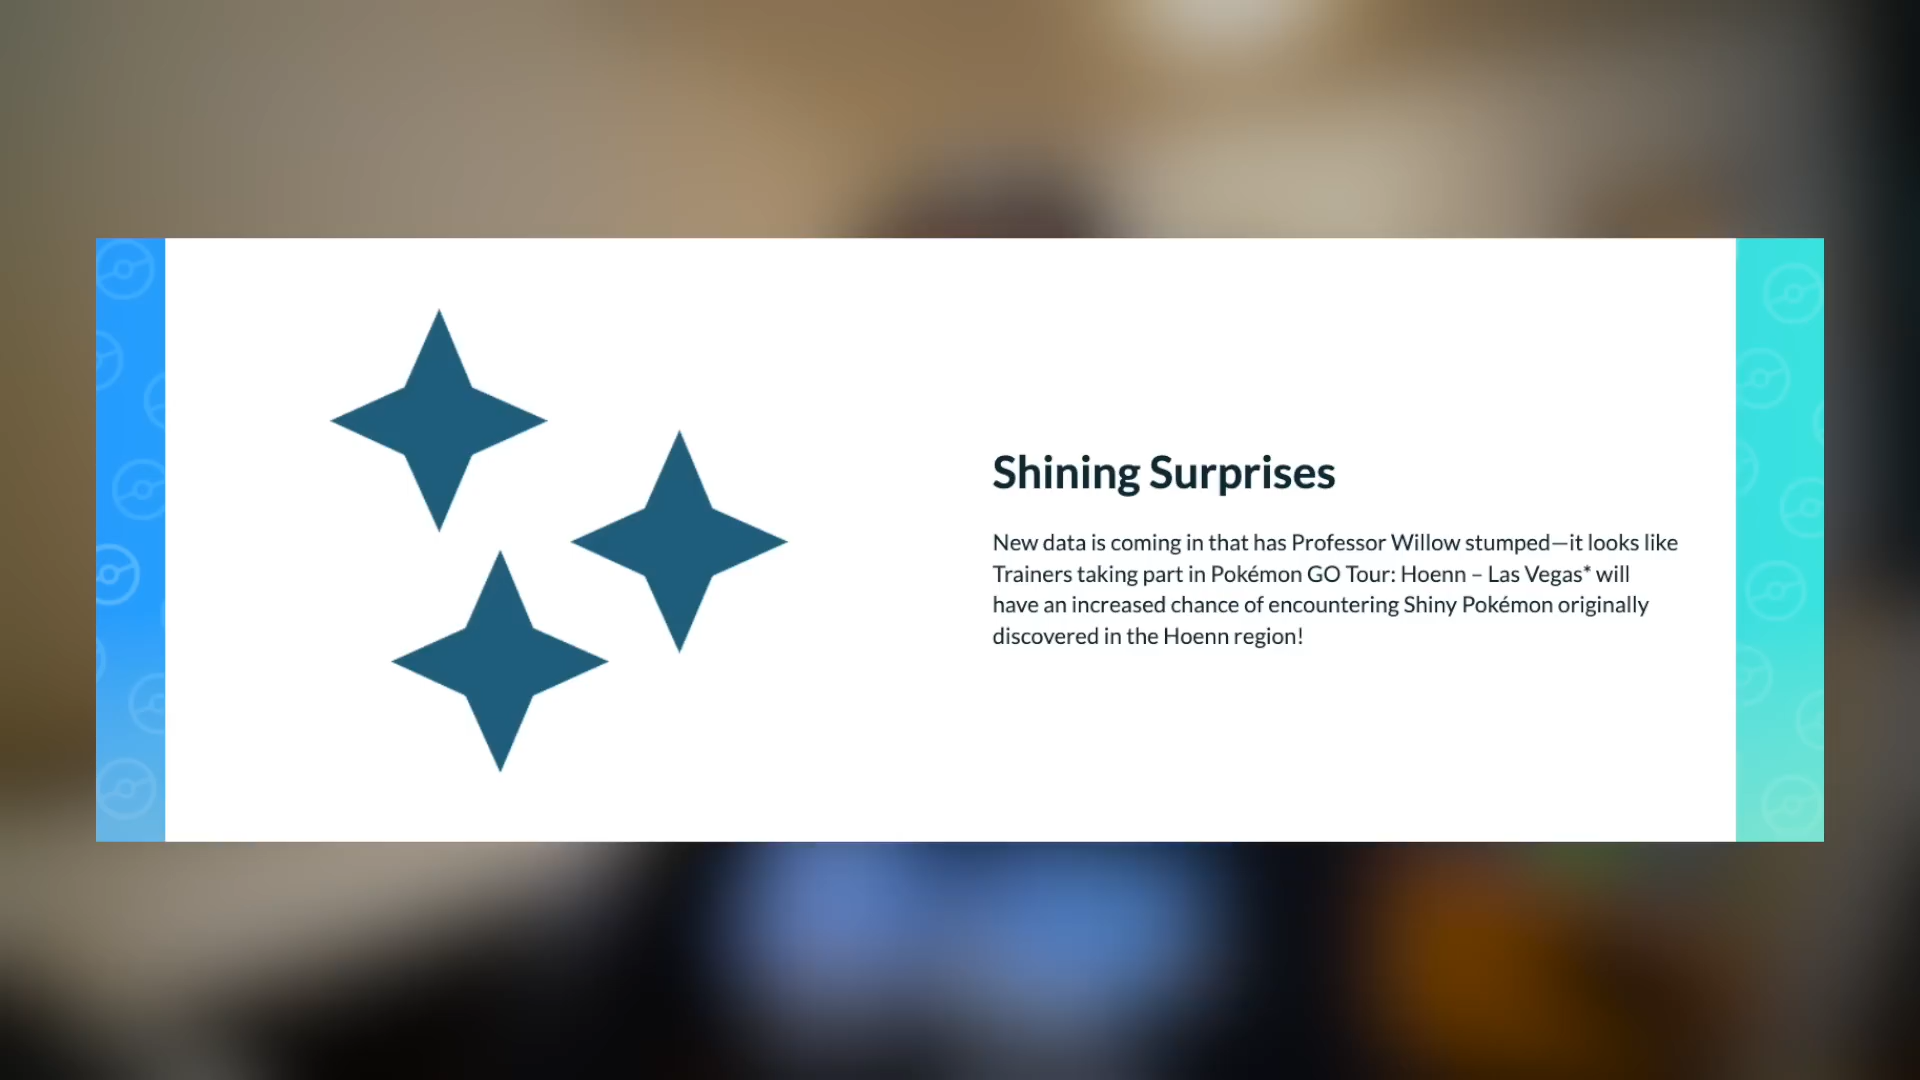 Shining Surprises
New data is coming in that has Professor Willow stumped—it looks like
Trainers taking part in Pokémon GO Tour: Hoenn – Las Vegas* will
have an increased chance of encountering Shiny Pokémon originally
discovered in the Hoenn region!